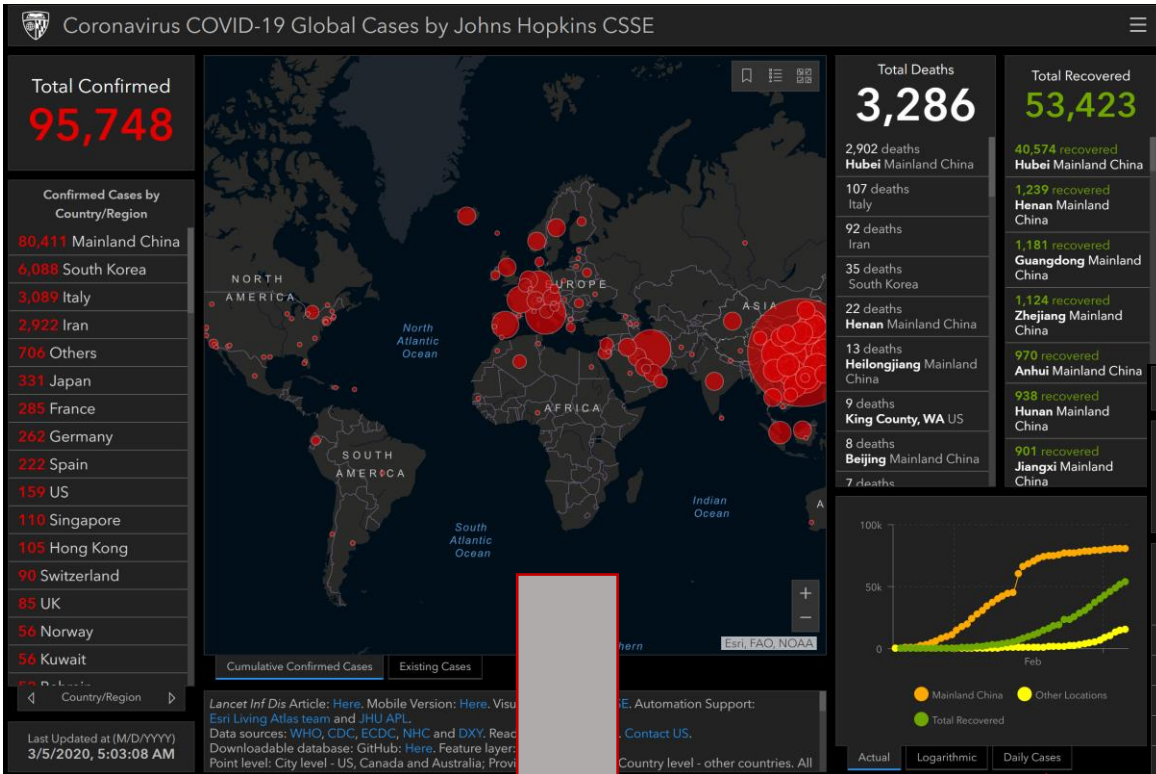 Coronavirus COVID-19 Global Cases by Johns Hopkins CSSE
Total Confirmed
95,748
Confirmed Cases by
Country/Region
80,411 Mainland China
6,088 South Korea
3,089 Italy
2,922 Iran
706 Others
331 Japan
285 France
262 Germany
222 Spain
159 US
110 Singapore
105 Hong Kong
90 Switzerland
85 UK
56 Norway
56 Kuwait
Country/Region
Last Updated at (M/D/YYYY)
3/5/2020, 5:03:08 AM
NORTH
AMERICA
North
Atlantic
Ocean
EUROPE
ASIA
AFRICA
SOUTH
AMERICA
Indian
Ocean
South
Atlantic
Ocean
A
+
−
Esri, FAO, NOAA
Cumulative Confirmed Cases
Existing Cases
Lancet Inf Dis Article: Here. Mobile Version: Here. E. Automation Support:
Esri Living Atlas team and JHU APL.
Data sources: WHO, CDC, ECDC, NHC and DXY. Contact US.
Downloadable database: GitHub: Here. Feature layer:
Point level: City level - US, Canada and Australia; Country level - other countries. All
Total Deaths
3,286
2,902 deaths
Hubei Mainland China
107 deaths
Italy
92 deaths
Iran
35 deaths
South Korea
22 deaths
Henan Mainland China
13 deaths
Heilongjiang Mainland
China
9 deaths
King County, WA US
8 deaths
Beijing Mainland China
7 deaths
Total Recovered
53,423
40,574 recovered
Hubei Mainland China
1,239 recovered
Henan Mainland
China
1,181 recovered
Guangdong Mainland
China
1,124 recovered
Zhejiang Mainland
China
970 recovered
Anhui Mainland China
938 recovered
Hunan Mainland
China
901 recovered
Jiangxi Mainland
China
100k
50k
0
Feb
Mainland China
Other Locations
Total Recovered
Actual
Logarithmic
Daily Cases